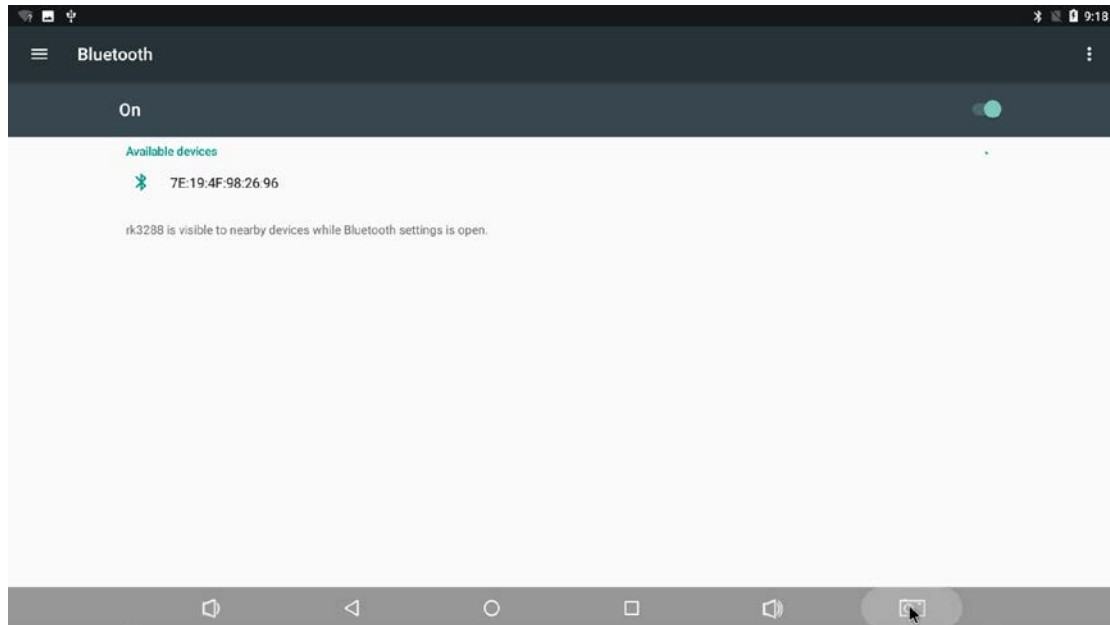 9:18
Bluetooth
On
Available devices
7E:19:4F:98:26:96
rk3288 is visible to nearby devices while Bluetooth settings is open.